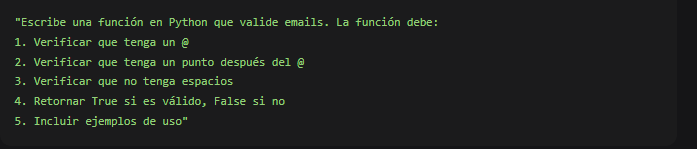 "Escribe una función en Python que valide emails. La función debe:
1. Verificar que tenga un @
2. Verificar que tenga un punto después del @
3. Verificar que no tenga espacios
4. Retornar True si es válido, False si no
5. Incluir ejemplos de uso"